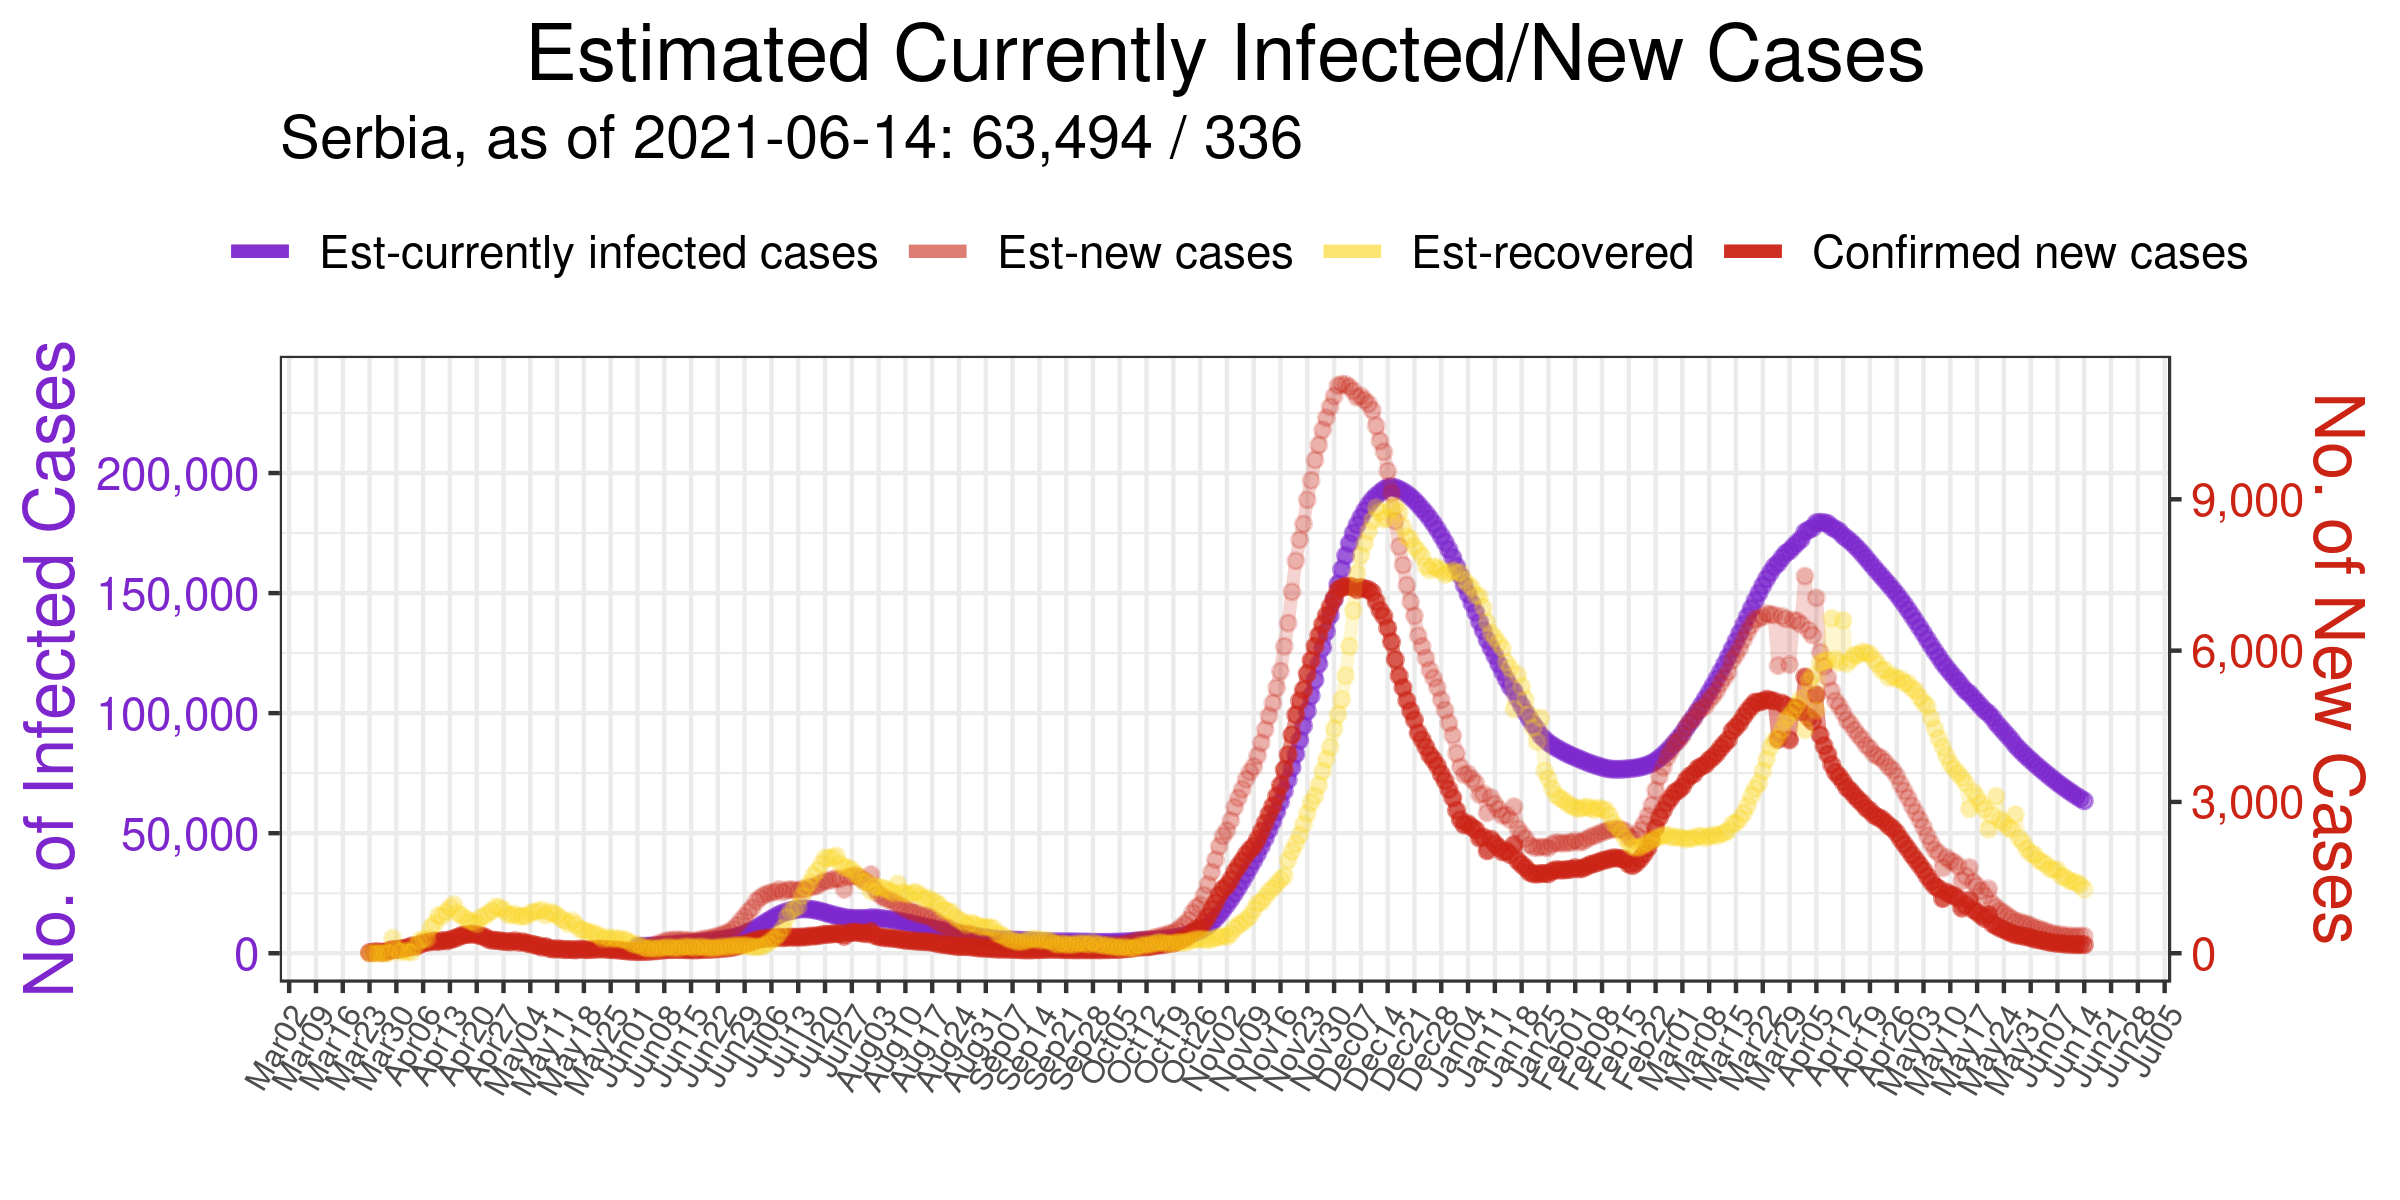 Estimated Currently Infected/New Cases
Serbia, as of 2021-06-14: 63,494 / 336
Est-currently infected cases Est-new cases Est-recovered Confirmed new cases
No. of Infected Cases
200,000
150,000
100,000
50,000
0
9,000
6,000
3,000
0
No. of New Cases
Mar02 Mar09 Mar16 Mar23 Mar30 Apr06 Apr13 Apr20 Apr27 May04 May11 May18 May25 Jun01 Jun08 Jun15 Jun22 Jun29 Jul06 Jul13 Jul20 Jul27 Aug03 Aug10 Aug17 Aug24 Aug31 Sep07 Sep14 Sep21 Sep28 Oct05 Oct12 Oct19 Oct26 Nov02 Nov09 Nov16 Nov23 Nov30 Dec07 Dec14 Dec21 Dec28 Jan04 Jan11 Jan18 Jan25 Feb01 Feb08 Feb15 Feb22 Mar01 Mar08 Mar15 Mar22 Mar29 Apr05 Apr12 Apr19 Apr26 May03 May10 May17 May24 May31 Jun07 Jun14 Jun21 Jun28 Jul05